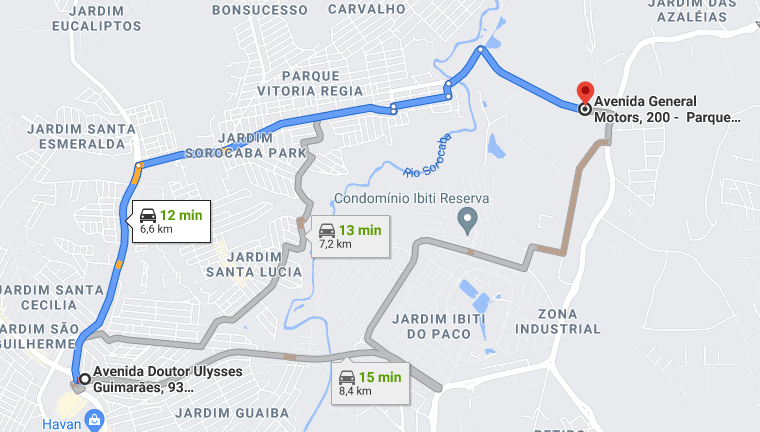 JARDIM
EUCALIPTOS
BONSUCESSO
CARVALHO
JARDIM DAS
AZALÉIAS
PARQUE
VITORIA REGIA
Avenida General
Motors, 200 - Parque...
JARDIM SANTA
ESMERALDA
JARDIM
SOROCABA PARK
Rio Sorocaba
Condomínio Ibiti Reserva
12 min
6,6 km
13 min
7,2 km
JARDIM
SANTA LUCIA
JARDIM SANTA
CECILIA
JARDIM SÃO
GUILHERME
JARDIM IBITI
DO PACO
ZONA
INDUSTRIAL
Avenida Doutor Ulysses
Guimarães, 93...
15 min
8,4 km
JARDIM GUAIBA
Havan